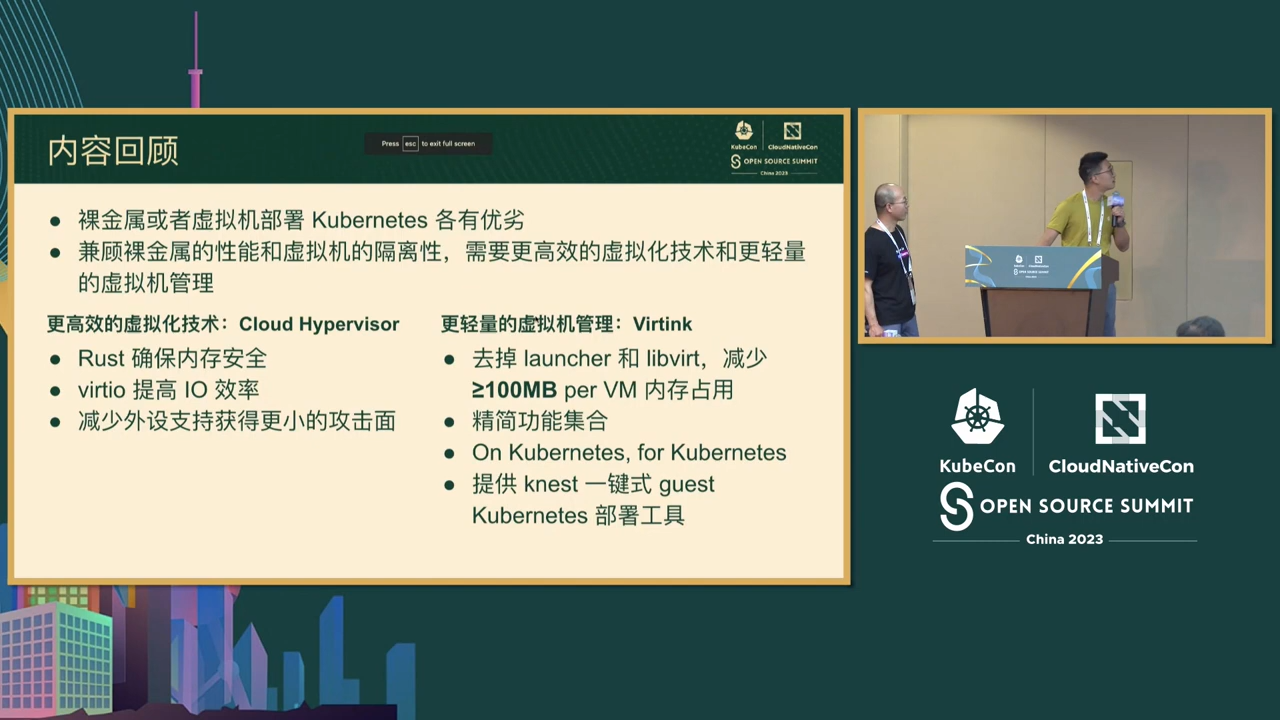 内容回顾
Press esc to exit full screen
KubeCon CloudNativeCon
OPEN SOURCE SUMMIT
China 2023
裸金属或者虚拟机部署 Kubernetes 各有优劣
兼顾裸金属的性能和虚拟机的隔离性，需要更高效的虚拟化技术和更轻量
的虚拟机管理
更高效的虚拟化技术：Cloud Hypervisor
Rust 确保内存安全
virtio 提高 IO 效率
减少外设支持获得更小的攻击面
更轻量的虚拟机管理：Virtink
去掉 launcher 和 libvirt，减少
≥100MB per VM 内存占用
精简功能集合
On Kubernetes, for Kubernetes
提供 knest 一键式 guest
Kubernetes 部署工具
KubeCon CloudNativeCon
OPEN SOURCE SUMMIT
China 2023